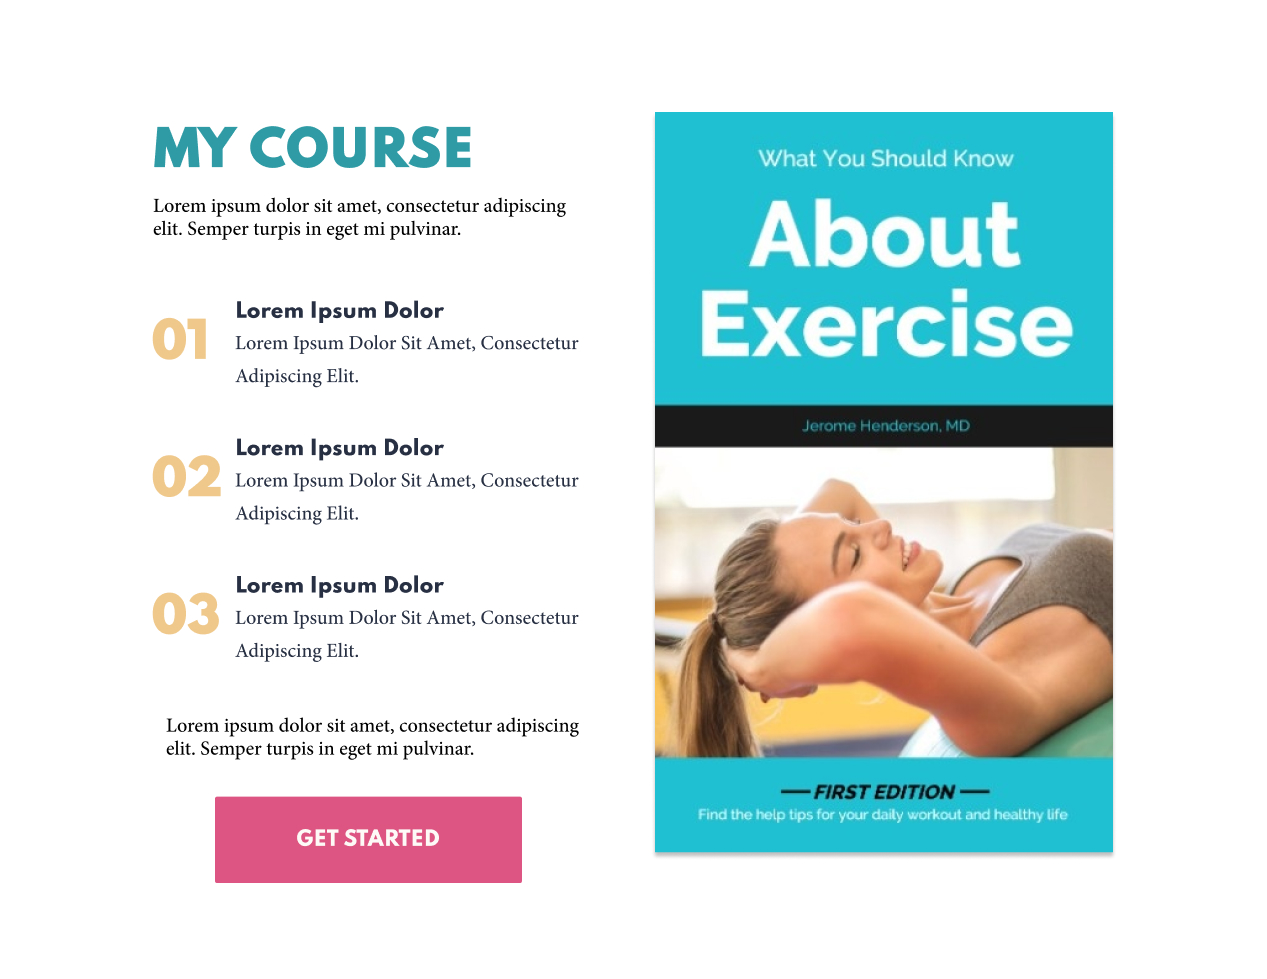 MY COURSE
Lorem ipsum dolor sit amet, consectetur adipiscing
elit. Semper turpis in eget mi pulvinar.
01
Lorem Ipsum Dolor
Lorem Ipsum Dolor Sit Amet, Consectetur
Adipiscing Elit.
02
Lorem Ipsum Dolor
Lorem Ipsum Dolor Sit Amet, Consectetur
Adipiscing Elit.
03
Lorem Ipsum Dolor
Lorem Ipsum Dolor Sit Amet, Consectetur
Adipiscing Elit.
Lorem ipsum dolor sit amet, consectetur adipiscing
elit. Semper turpis in eget mi pulvinar.
GET STARTED
What You Should Know
About
Exercise
Jerome Henderson, MD
FIRST EDITION
Find the help tips for your daily workout and healthy life